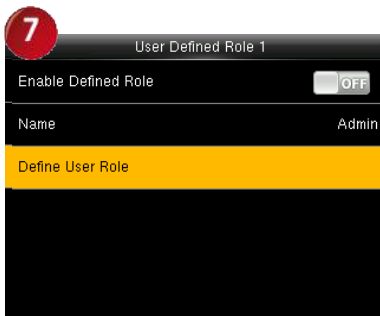 7
User Defined Role 1
Enable Defined Role OFF
Name Admin
Define User Role